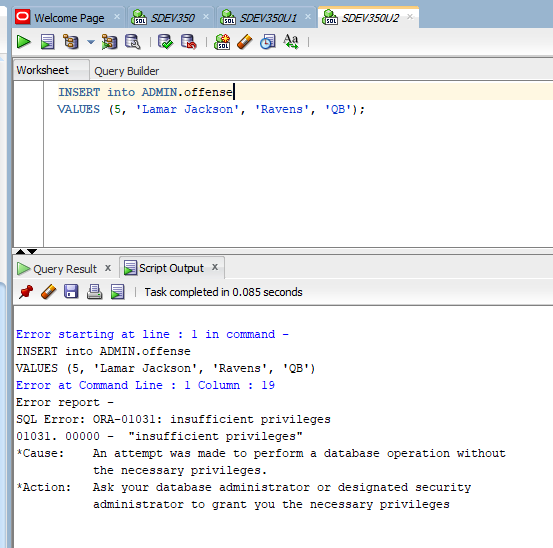 Welcome Page × SDEV350 × SDEV350U1 × SDEV350U2 ×
Worksheet Query Builder
INSERT into ADMIN.offense
VALUES (5, 'Lamar Jackson', 'Ravens', 'QB');
Query Result × Script Output ×
Task completed in 0.085 seconds
Error starting at line : 1 in command -
INSERT into ADMIN.offense
VALUES (5, 'Lamar Jackson', 'Ravens', 'QB')
Error at Command Line : 1 Column : 19
Error report -
SQL Error: ORA-01031: insufficient privileges
01031. 00000 -  "insufficient privileges"
*Cause:    An attempt was made to perform a database operation without
           the necessary privileges.
*Action:   Ask your database administrator or designated security
           administrator to grant you the necessary privileges